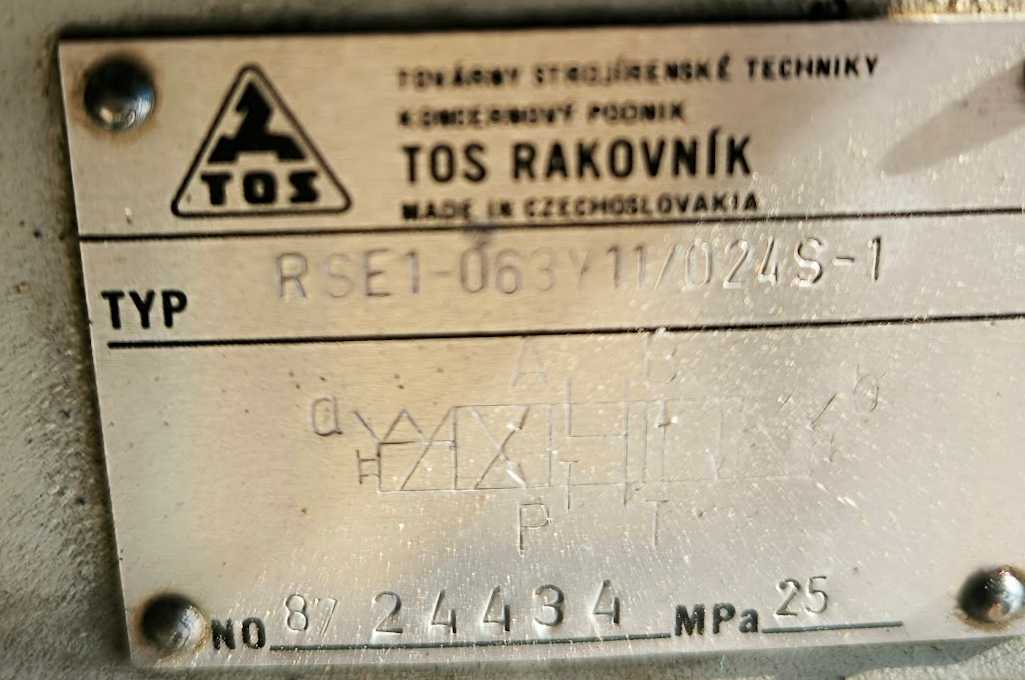 TOS
TOVÁRNY STROJÍRENSKÉ TECHNIKY
KONCERNOVÝ PODNIK
TOS RAKOVNÍK
MADE IN CZECHOSLOVAKIA
TYP RSE1-063Y11/024S-1
A B
a b
P T
NO 87 24434 MPa 25